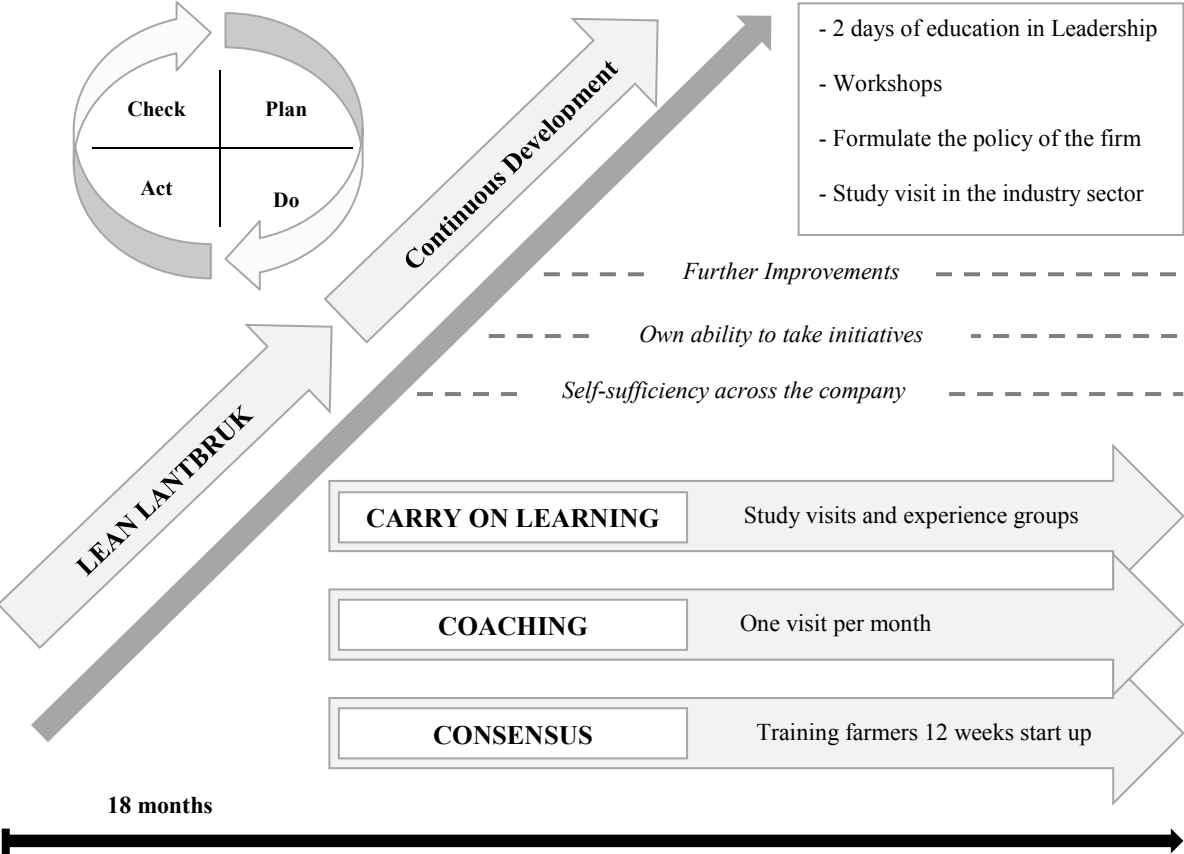 - 2 days of education in Leadership
- Workshops
- Formulate the policy of the firm
- Study visit in the industry sector
Check
Plan
Act
Do
Continuous Development
Further Improvements
Own ability to take initiatives
Self-sufficiency across the company
LEAN LANTBRUK
CARRY ON LEARNING
Study visits and experience groups
COACHING
One visit per month
CONSENSUS
Training farmers 12 weeks start up
18 months